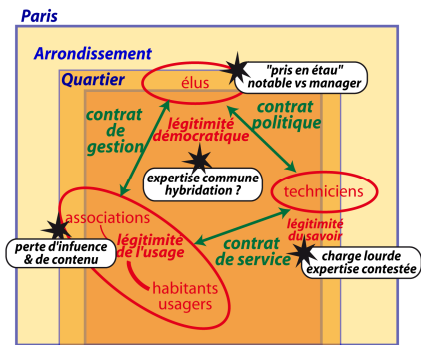 Paris
Arrondissement
Quartier
élus
"pris en étau"
notable vs manager
contrat
de
gestion
légitimité
démocratique
contrat
politique
expertise commune
hybridation ?
techniciens
associations
légitimité
de l'usage
légitimité
du savoir
perte d'infuence
& de contenu
contrat
de service
charge lourde
expertise contestée
habitants
usagers